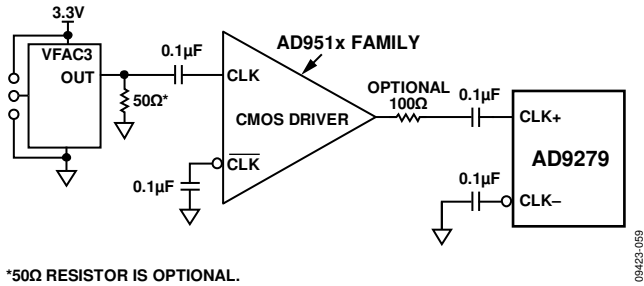 3.3V
VFAC3
OUT
50Ω*
0.1µF
CLK
AD951x FAMILY
CMOS DRIVER
CLK
0.1µF
OPTIONAL
100Ω
0.1µF
CLK+
AD9279
0.1µF
CLK–
*50Ω RESISTOR IS OPTIONAL.
09423-059